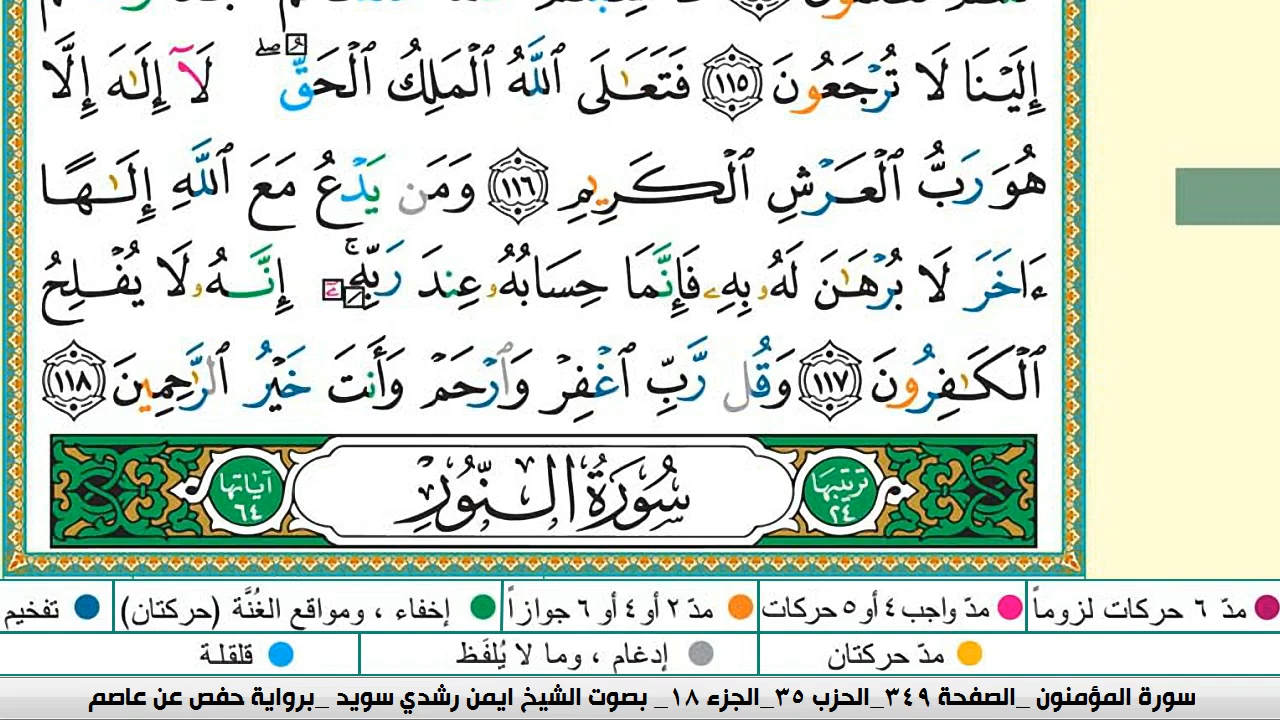 إِلَيْنَا لَا تُرْجَعُونَ ١١٥ فَتَعَـٰلَى ٱللَّهُ ٱلْمَلِكُ ٱلْحَقُّ ۖ لَآ إِلَـٰهَ إِلَّا
هُوَ رَبُّ ٱلْعَرْشِ ٱلْكَرِيمِ ١١٦ وَمَن يَدْعُ مَعَ ٱللَّهِ إِلَـٰهًا
ءَاخَرَ لَا بُرْهَـٰنَ لَهُۥ بِهِۦ فَإِنَّمَا حِسَابُهُۥ عِندَ رَبِّهِۦٓ ۚ إِنَّهُۥ لَا يُفْلِحُ
ٱلْكَـٰفِرُونَ ١١٧ وَقُل رَّبِّ ٱغْفِرْ وَٱرْحَمْ وَأَنتَ خَيْرُ ٱلرَّٰحِمِينَ ١١٨
ترتيبها ٢٤ سُورَةُ النُّورِ آياتها ٦٤
مدّ ٦ حركات لزوماً مدّ واجب ٤ أو ٥ حركات مدّ ٢ أو ٤ أو ٦ جوازاً إخفاء ، ومواقع الغُنَّة (حركتان) تفخيم
مدّ حركتان إدغام ، وما لا يُلفَظ قلقلة
سورة المؤمنون _الصفحة ٣٤٩_الحزب ٣٥_الجزء ١٨_ بصوت الشيخ ايمن رشدي سويد _برواية حفص عن عاصم